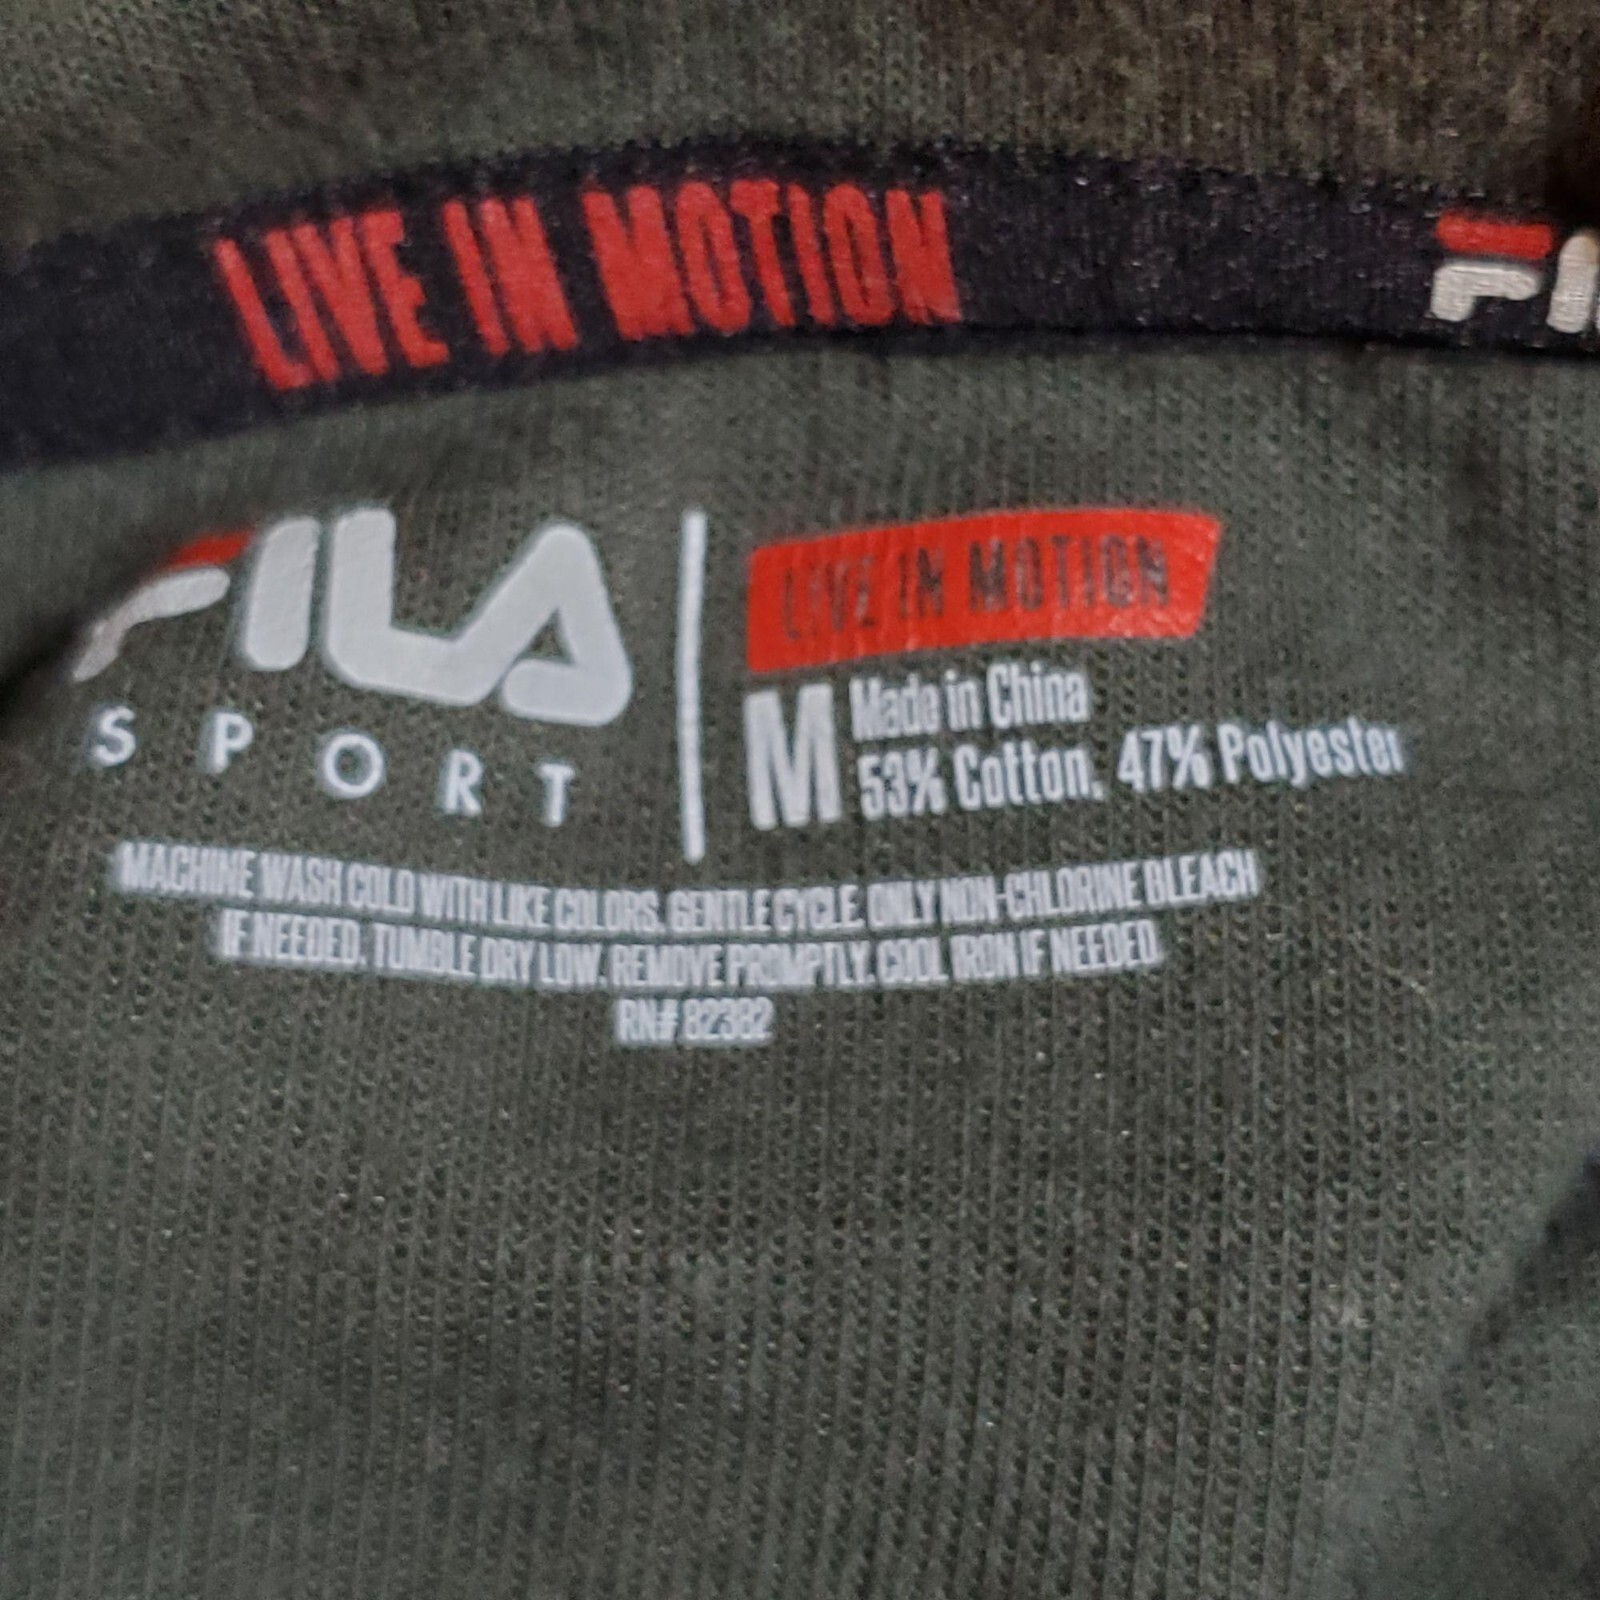 LIVE IN MOTION
FILA
SPORT
LIVE IN MOTION
M
Made in China
53% Cotton, 47% Polyester
MACHINE WASH COLD WITH LIKE COLORS. GENTLE CYCLE. ONLY NON-CHLORINE BLEACH
IF NEEDED. TUMBLE DRY LOW. REMOVE PROMPTLY. COOL IRON IF NEEDED.
RN# 82382